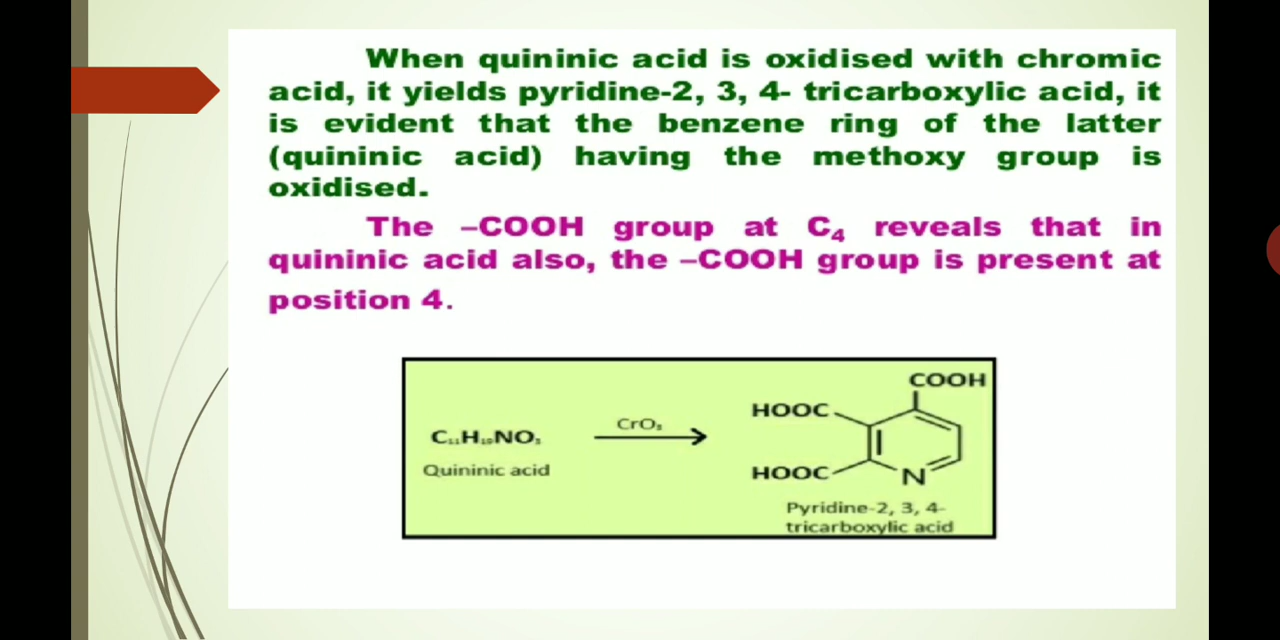 When quininic acid is oxidised with chromic
acid, it yields pyridine-2, 3, 4- tricarboxylic acid, it
is evident that the benzene ring of the latter
(quininic acid) having the methoxy group is
oxidised.
The –COOH group at C₄ reveals that in
quininic acid also, the –COOH group is present at
position 4.
COOH
HOOC
CrO₃
C₁₁H₁₉NO₃
Quininic acid
HOOC
N
Pyridine-2, 3, 4-
tricarboxylic acid